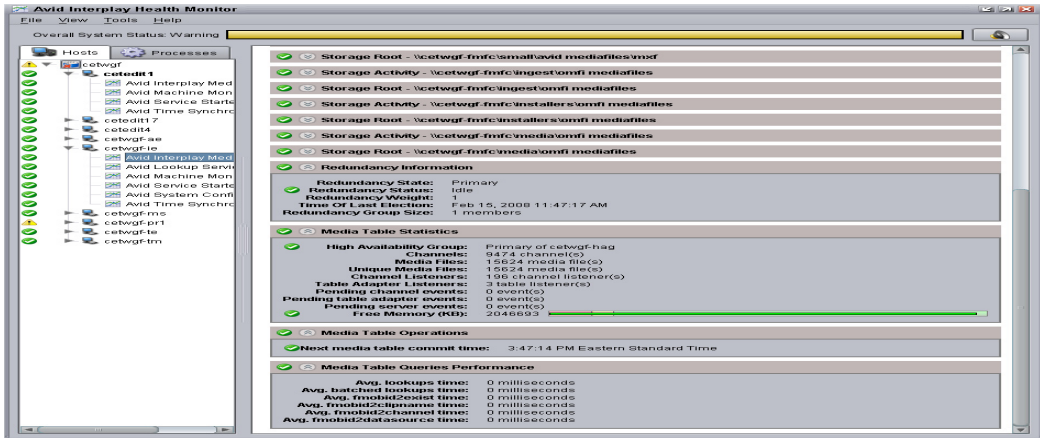 Avid Interplay Health Monitor
File View Tools Help
Overall System Status: Warning
Hosts Processes
cetwgf
cetedit1
Avid Interplay Med
Avid Machine Mon
Avid Service Starte
Avid Time Synchro
cetedit17
cetedit4
cetwgf-ae
cetwgf-ie
Avid Interplay Med
Avid Lookup Servi
Avid Machine Mon
Avid Service Starte
Avid System Confi
Avid Time Synchro
cetwgf-ms
cetwgf-pr1
cetwgf-te
cetwgf-tm
Storage Root - \\cetwgf-fmfc\small\avid mediafiles\mxf
Storage Activity - \\cetwgf-fmfc\ingest\omfi mediafiles
Storage Root - \\cetwgf-fmfc\ingest\omfi mediafiles
Storage Activity - \\cetwgf-fmfc\installers\omfi mediafiles
Storage Root - \\cetwgf-fmfc\installers\omfi mediafiles
Storage Activity - \\cetwgf-fmfc\media\omfi mediafiles
Storage Root - \\cetwgf-fmfc\media\omfi mediafiles
Redundancy Information
Redundancy State: Primary
Redundancy Status: Idle
Redundancy Weight: 1
Time Of Last Election: Feb 15, 2008 11:47:17 AM
Redundancy Group Size: 1 members
Media Table Statistics
High Availability Group: Primary of cetwgf-hag
Channels: 9474 channel(s)
Media Files: 15624 media file(s)
Unique Media Files: 15624 media file(s)
Channel Listeners: 196 channel listener(s)
Table Adapter Listeners: 3 table listener(s)
Pending channel events: 0 event(s)
Pending table adapter events: 0 event(s)
Pending server events: 0 event(s)
Free Memory (KB): 2046693
Media Table Operations
Next media table commit time: 3:47:14 PM Eastern Standard Time
Media Table Queries Performance
Avg. lookups time: 0 milliseconds
Avg. batched lookups time: 0 milliseconds
Avg. fmobid2exist time: 0 milliseconds
Avg. fmobid2clipname time: 0 milliseconds
Avg. fmobid2channel time: 0 milliseconds
Avg. fmobid2datasource time: 0 milliseconds